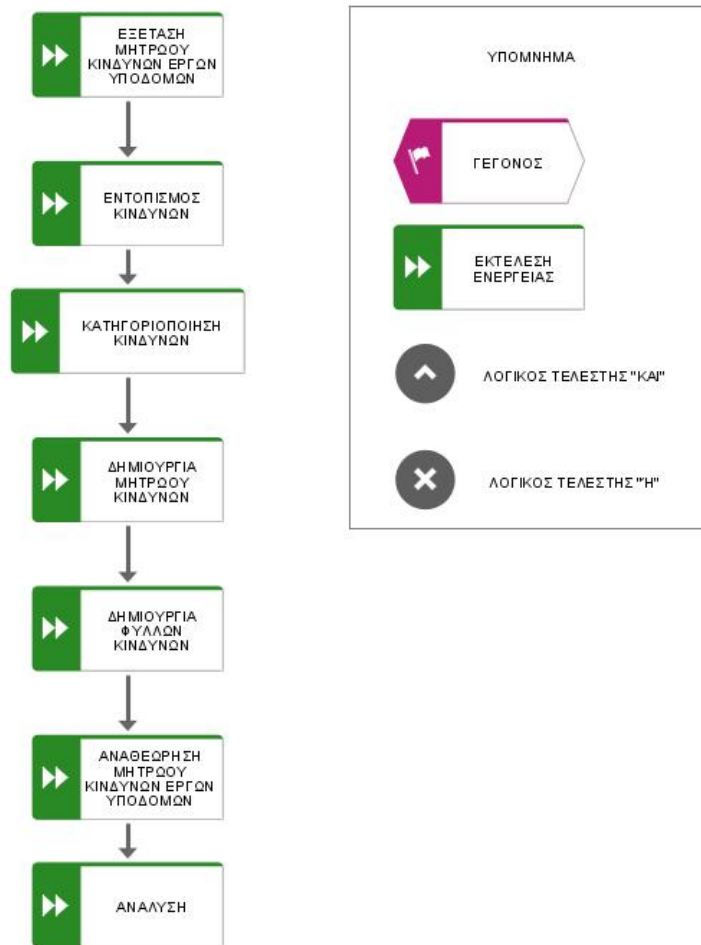 ΕΞΕΤΑΣΗ
ΜΗΤΡΩΟΥ
ΚΙΝΔΥΝΩΝ ΕΡΓΩΝ
ΥΠΟΔΟΜΩΝ
ΕΝΤΟΠΙΣΜΟΣ
ΚΙΝΔΥΝΩΝ
ΚΑΤΗΓΟΡΙΟΠΟΙΗΣΗ
ΚΙΝΔΥΝΩΝ
ΔΗΜΙΟΥΡΓΙΑ
ΜΗΤΡΩΟΥ
ΚΙΝΔΥΝΩΝ
ΔΗΜΙΟΥΡΓΙΑ
ΦΥΛΛΩΝ
ΚΙΝΔΥΝΩΝ
ΑΝΑΘΕΩΡΗΣΗ
ΜΗΤΡΩΟΥ
ΚΙΝΔΥΝΩΝ ΕΡΓΩΝ
ΥΠΟΔΟΜΩΝ
ΑΝΑΛΥΣΗ
ΥΠΟΜΝΗΜΑ
ΓΕΓΟΝΟΣ
ΕΚΤΕΛΕΣΗ
ΕΝΕΡΓΕΙΑΣ
ΛΟΓΙΚΟΣ ΤΕΛΕΣΤΗΣ "ΚΑΙ"
ΛΟΓΙΚΟΣ ΤΕΛΕΣΤΗΣ "Ή"